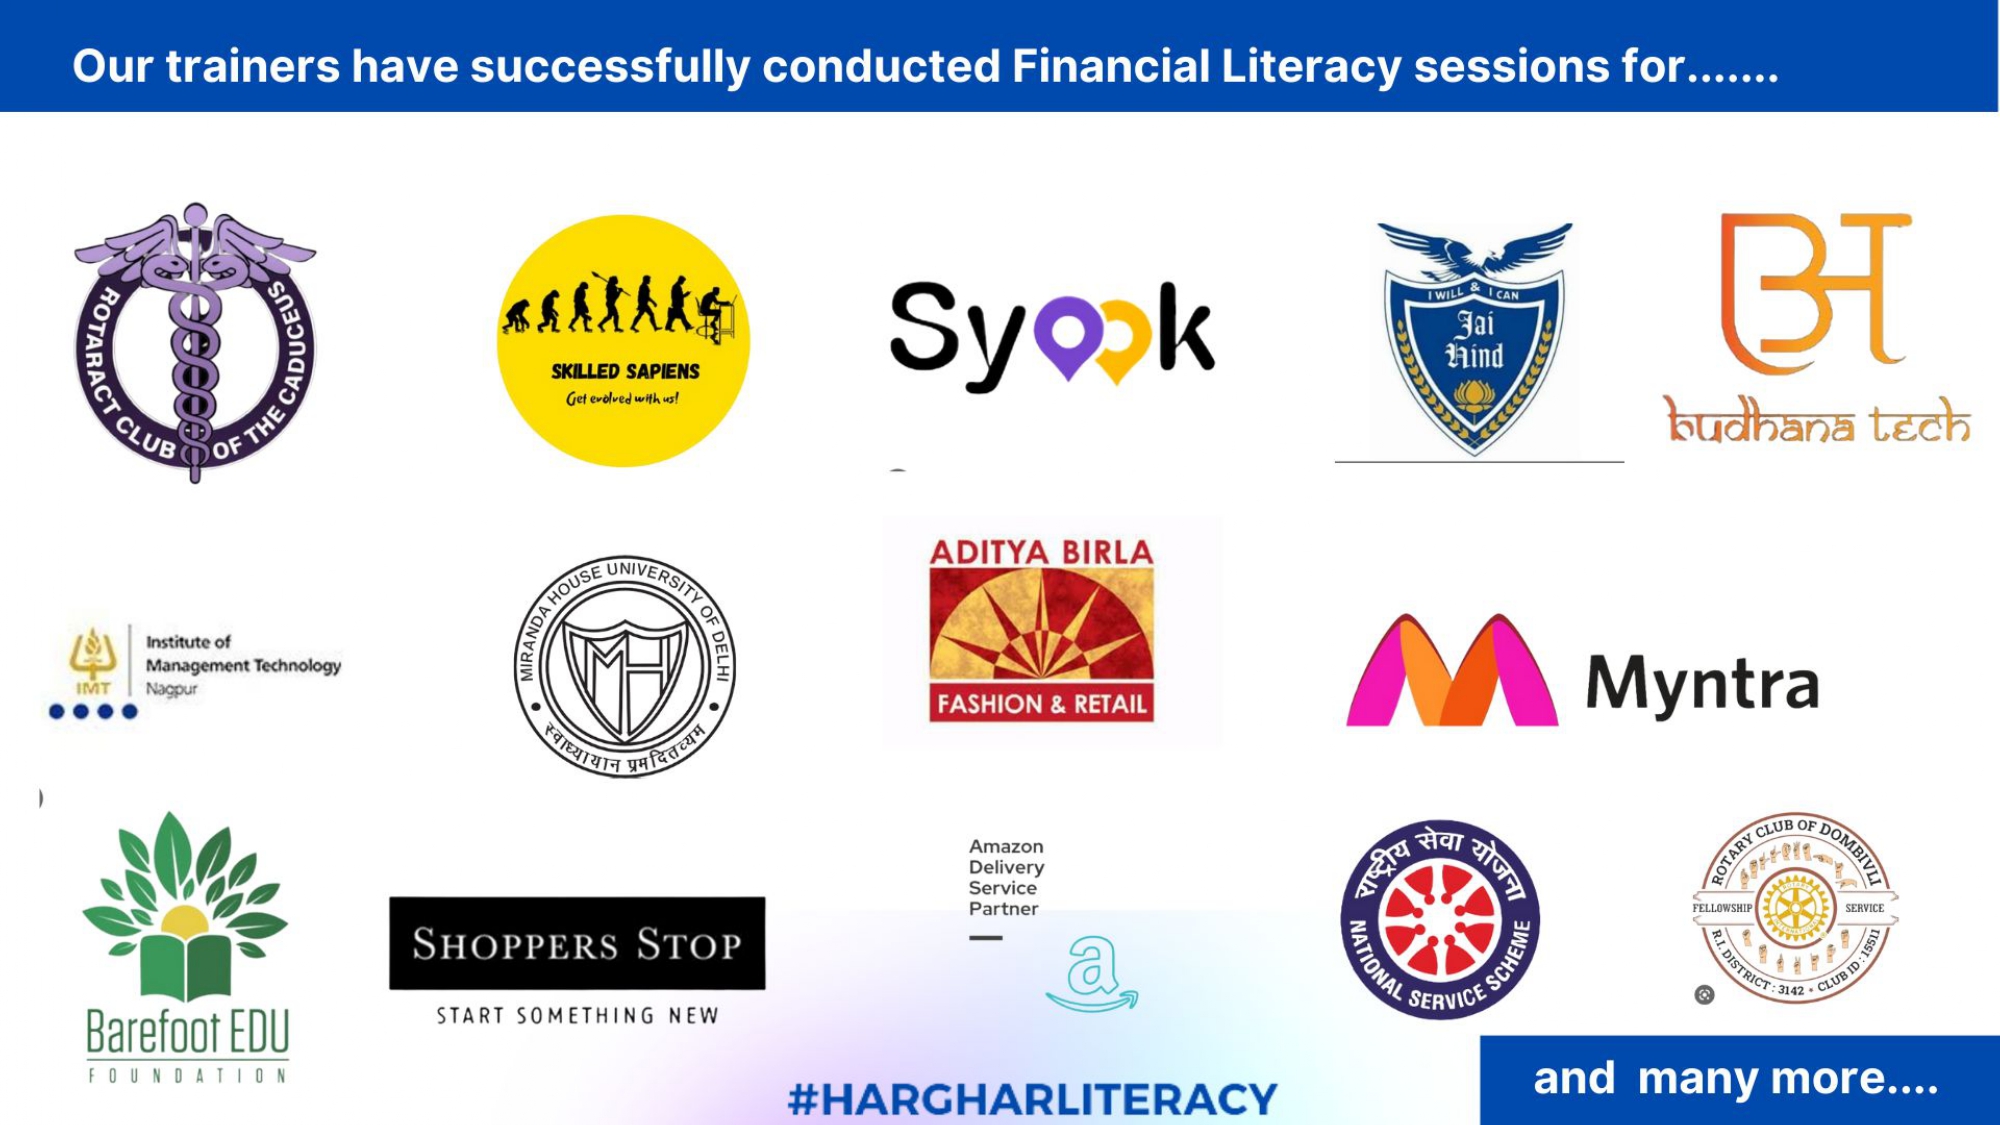 Our trainers have successfully conducted Financial Literacy sessions for.......
ROTARACT CLUB OF THE CADUCEUS
SKILLED SAPIENS
Get evolved with us!
Syook
I WILL & I CAN
Jai
Hind
budhana tech
Institute of
Management Technology
Nagpur
IMT
MIRANDA HOUSE UNIVERSITY OF DELHI
MH
ADITYA BIRLA
FASHION & RETAIL
Myntra
Barefoot EDU
FOUNDATION
SHOPPERS STOP
START SOMETHING NEW
Amazon
Delivery
Service
Partner
a
राष्ट्रीय सेवा योजना
NATIONAL SERVICE SCHEME
ROTARY CLUB OF DOMBIVLI
FELLOWSHIP
SERVICE
R.I. DISTRICT : 3142 • CLUB ID : 15511
#HARGHARLITERACY
and many more....